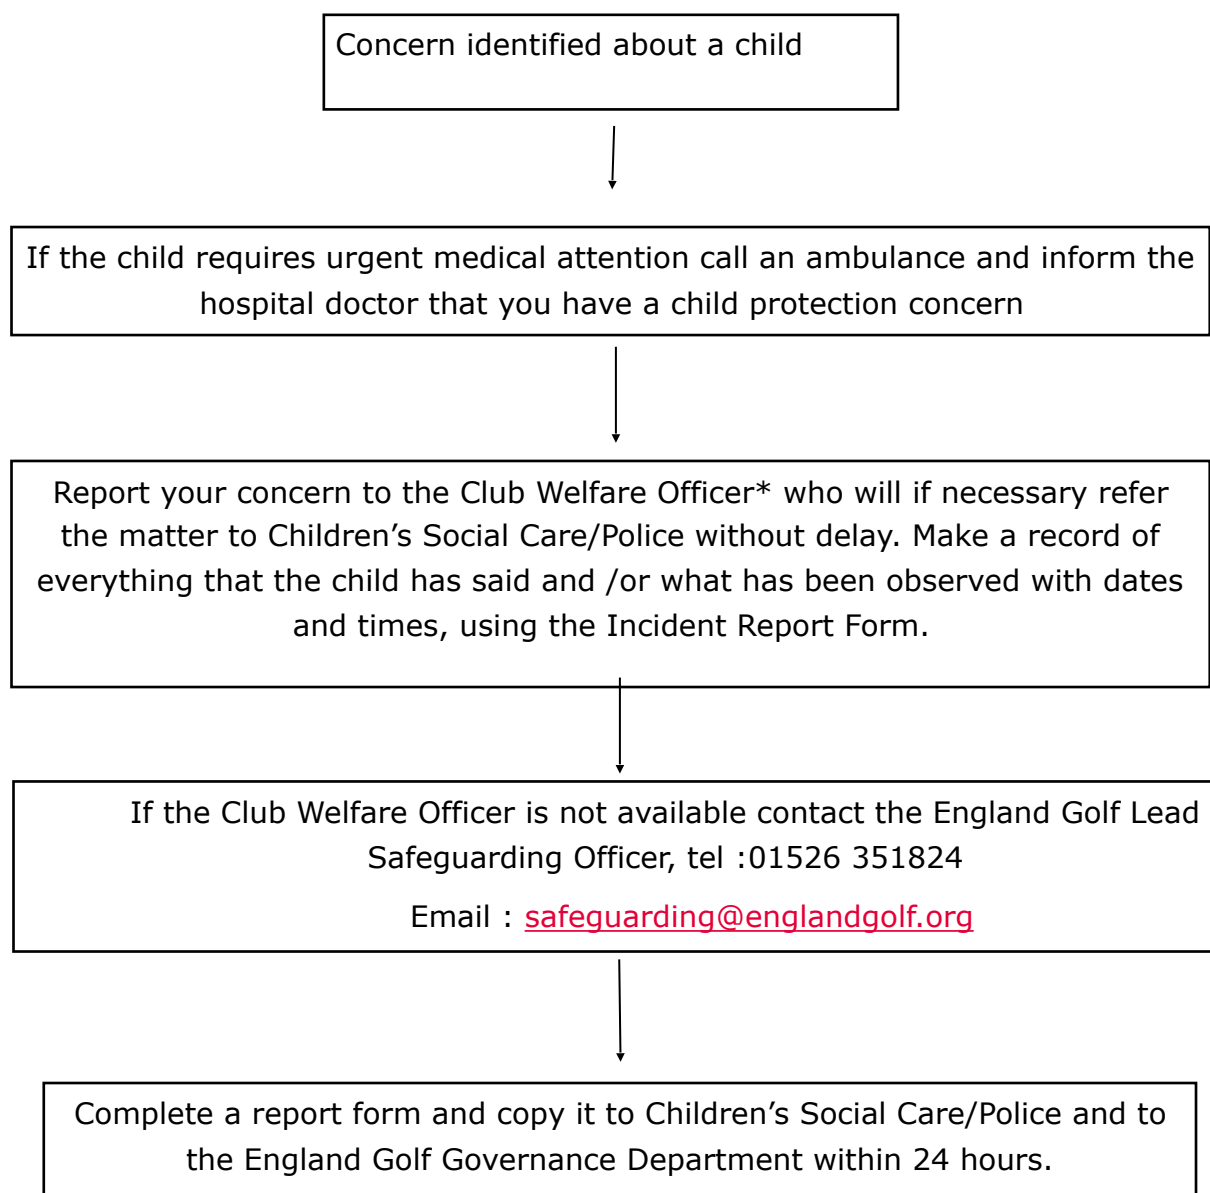 Concern identified about a child
If the child requires urgent medical attention call an ambulance and inform the
hospital doctor that you have a child protection concern
Report your concern to the Club Welfare Officer* who will if necessary refer
the matter to Children’s Social Care/Police without delay. Make a record of
everything that the child has said and /or what has been observed with dates
and times, using the Incident Report Form.
If the Club Welfare Officer is not available contact the England Golf Lead
Safeguarding Officer, tel :01526 351824
Email : safeguarding@englandgolf.org
Complete a report form and copy it to Children’s Social Care/Police and to
the England Golf Governance Department within 24 hours.